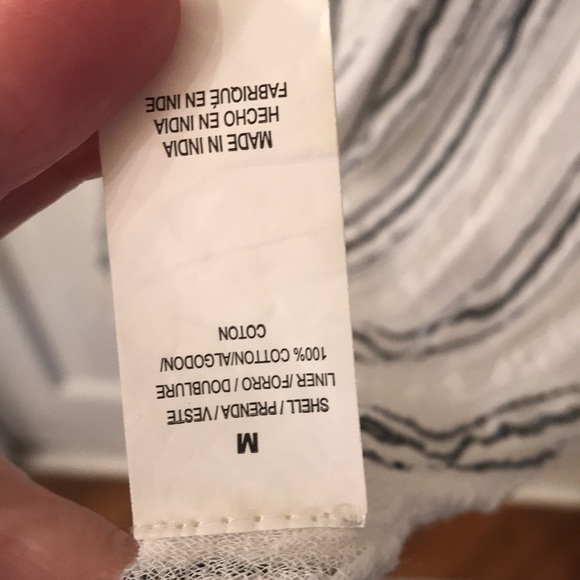 M
SHELL / PRENDA / VESTE
LINER / FORRO / DOUBLURE
100% COTTON/ALGODON/
COTON
MADE IN INDIA
HECHO EN INDIA
FABRIQUÉ EN INDE